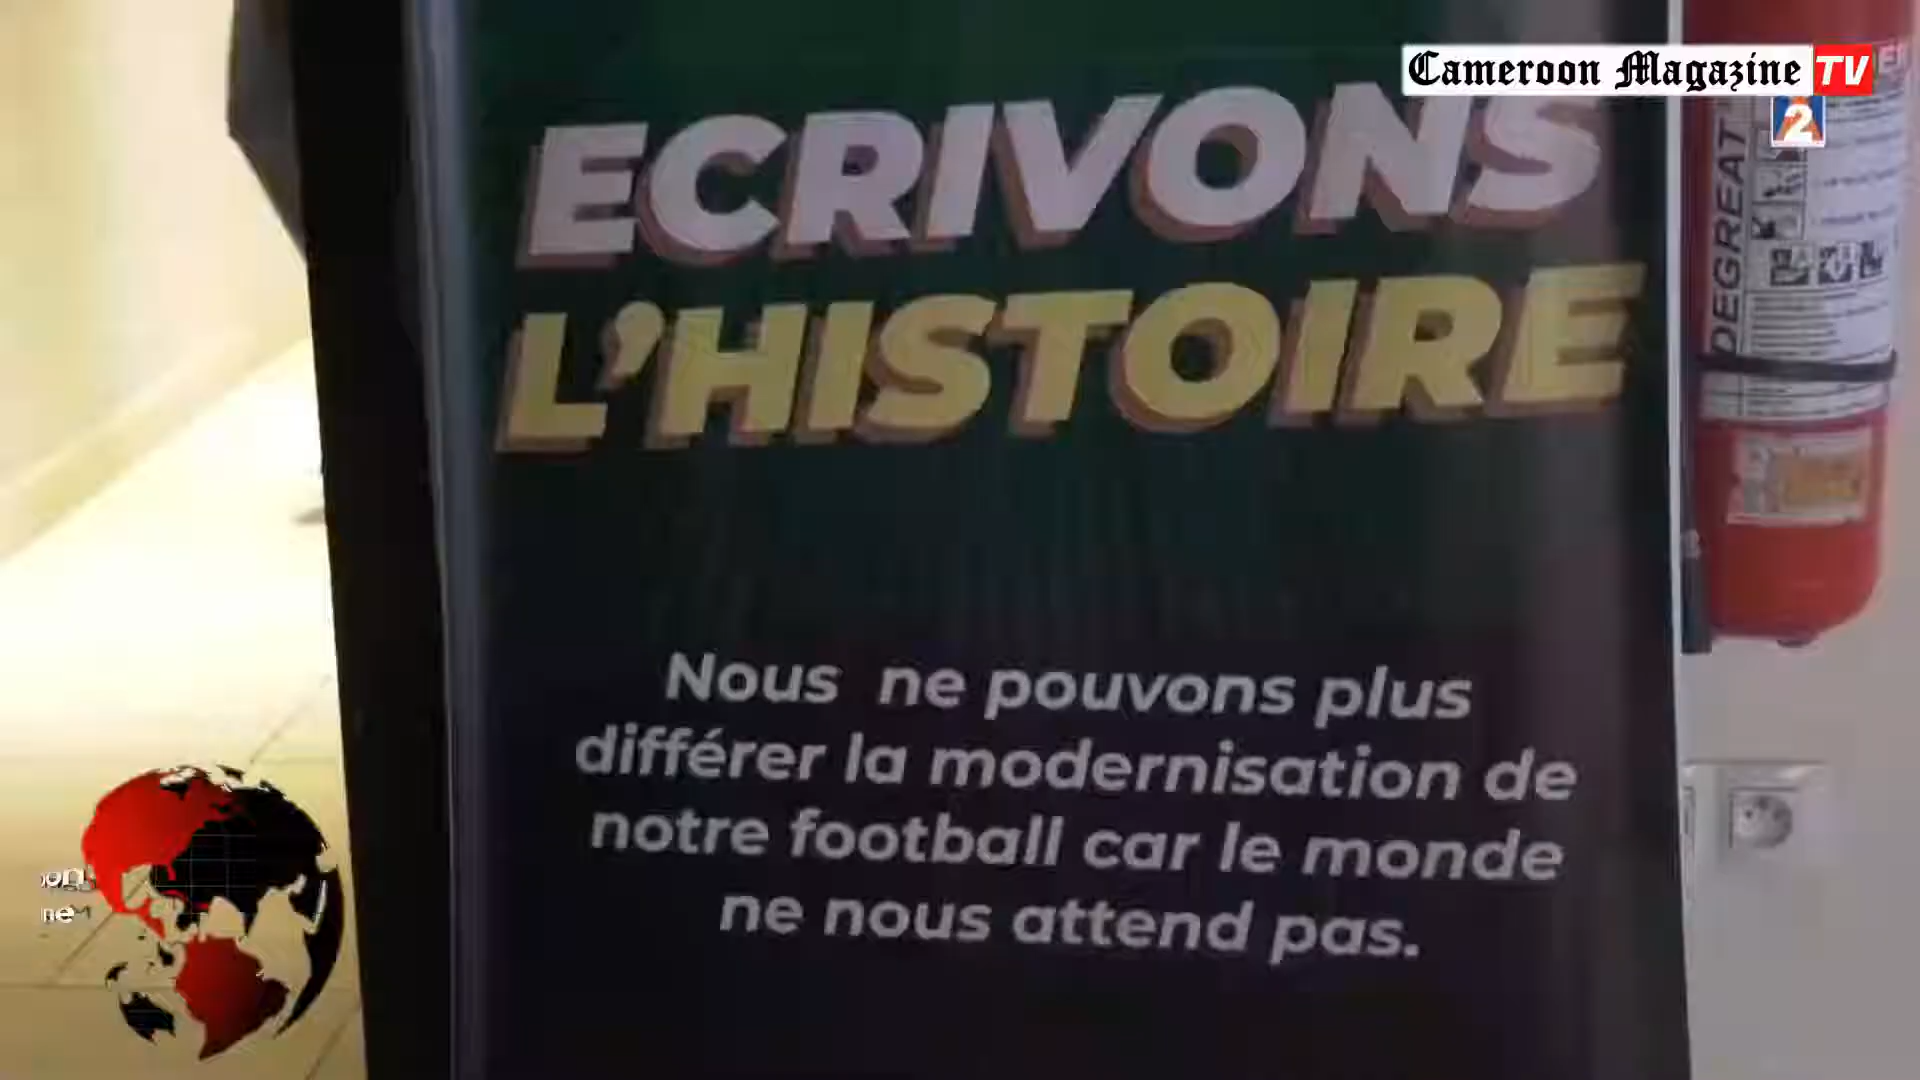 Cameroon Magazine TV
2
ECRIVONS
L'HISTOIRE
DEGREAT
Nous ne pouvons plus
différer la modernisation de
notre football car le monde
ne nous attend pas.